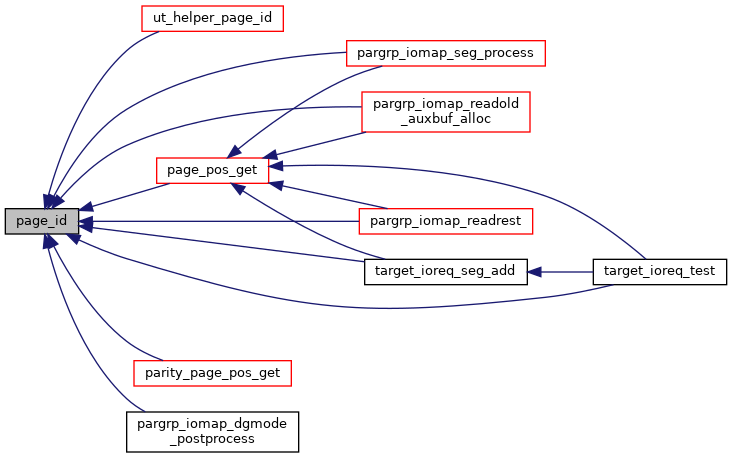 ut_helper_page_id
pargrp_iomap_seg_process
pargrp_iomap_readold
_auxbuf_alloc
page_pos_get
page_id
pargrp_iomap_readrest
target_ioreq_seg_add
target_ioreq_test
parity_page_pos_get
pargrp_iomap_dgmode
_postprocess